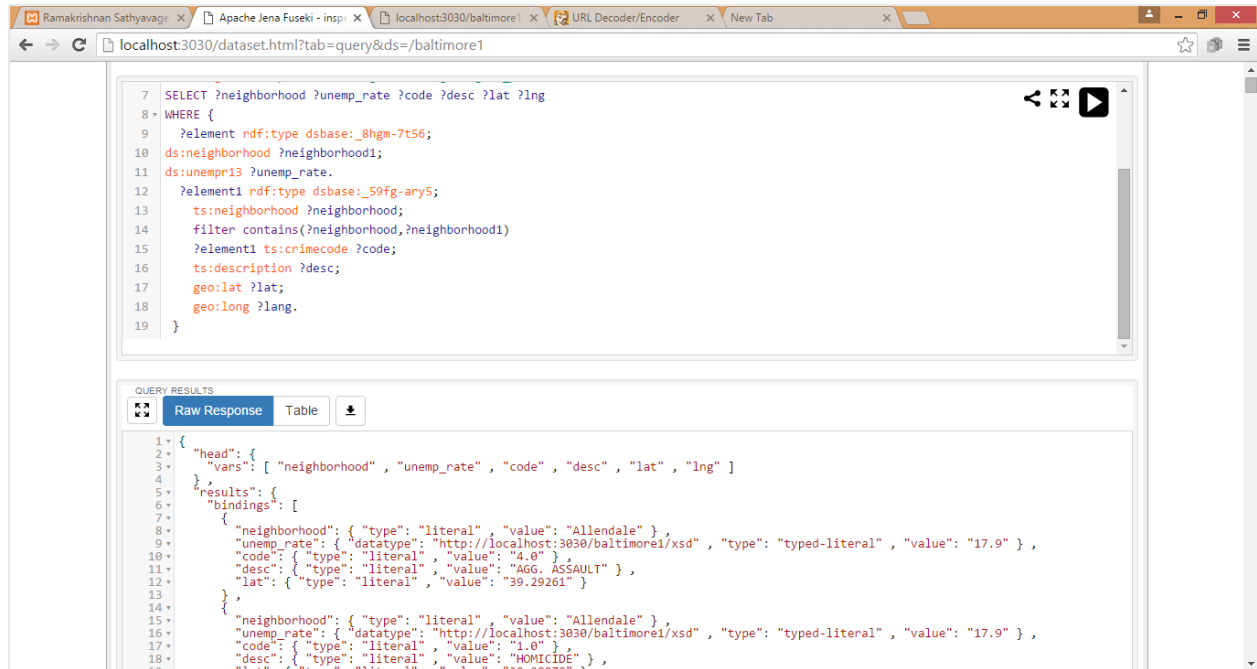 Ramakrishnan Sathyavage
Apache Jena Fuseki - insp
localhost:3030/baltimore1
URL Decoder/Encoder
New Tab
localhost:3030/dataset.html?tab=query&ds=/baltimore1
7 SELECT ?neighborhood ?unemp_rate ?code ?desc ?lat ?lng
8 WHERE {
9 ?element rdf:type dsbase:_8hgm-7t56;
10 ds:neighborhood ?neighborhood1;
11 ds:unempr13 ?unemp_rate.
12 ?element1 rdf:type dsbase:_59fg-ary5;
13 ts:neighborhood ?neighborhood;
14 filter contains(?neighborhood,?neighborhood1)
15 ?element1 ts:crimecode ?code;
16 ts:description ?desc;
17 geo:lat ?lat;
18 geo:long ?lang.
19 }
QUERY RESULTS
Raw Response Table
1 {
2 "head": {
3 "vars": [ "neighborhood" , "unemp_rate" , "code" , "desc" , "lat" , "lng" ]
4 } ,
5 "results": {
6 "bindings": [
7 {
8 "neighborhood": { "type": "literal" , "value": "Allendale" } ,
9 "unemp_rate": { "datatype": "http://localhost:3030/baltimore1/xsd" , "type": "typed-literal" , "value": "17.9" } ,
10 "code": { "type": "literal" , "value": "4.0" } ,
11 "desc": { "type": "literal" , "value": "AGG. ASSAULT" } ,
12 "lat": { "type": "literal" , "value": "39.29261" }
13 } ,
14 {
15 "neighborhood": { "type": "literal" , "value": "Allendale" } ,
16 "unemp_rate": { "datatype": "http://localhost:3030/baltimore1/xsd" , "type": "typed-literal" , "value": "17.9" } ,
17 "code": { "type": "literal" , "value": "1.0" } ,
18 "desc": { "type": "literal" , "value": "HOMICIDE" } ,